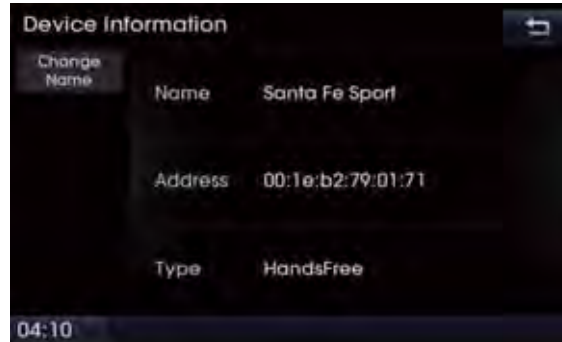 Device Information
Change
Name
Name Santa Fe Sport
Address 00:1e:b2:79:01:71
Type HandsFree
04:10